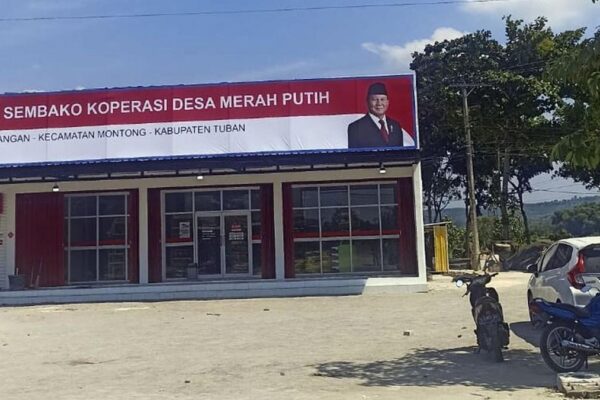 SEMBAKO KOPERASI DESA MERAH PUTIH
ANGAN - KECAMATAN MONTONG - KABUPATEN TUBAN